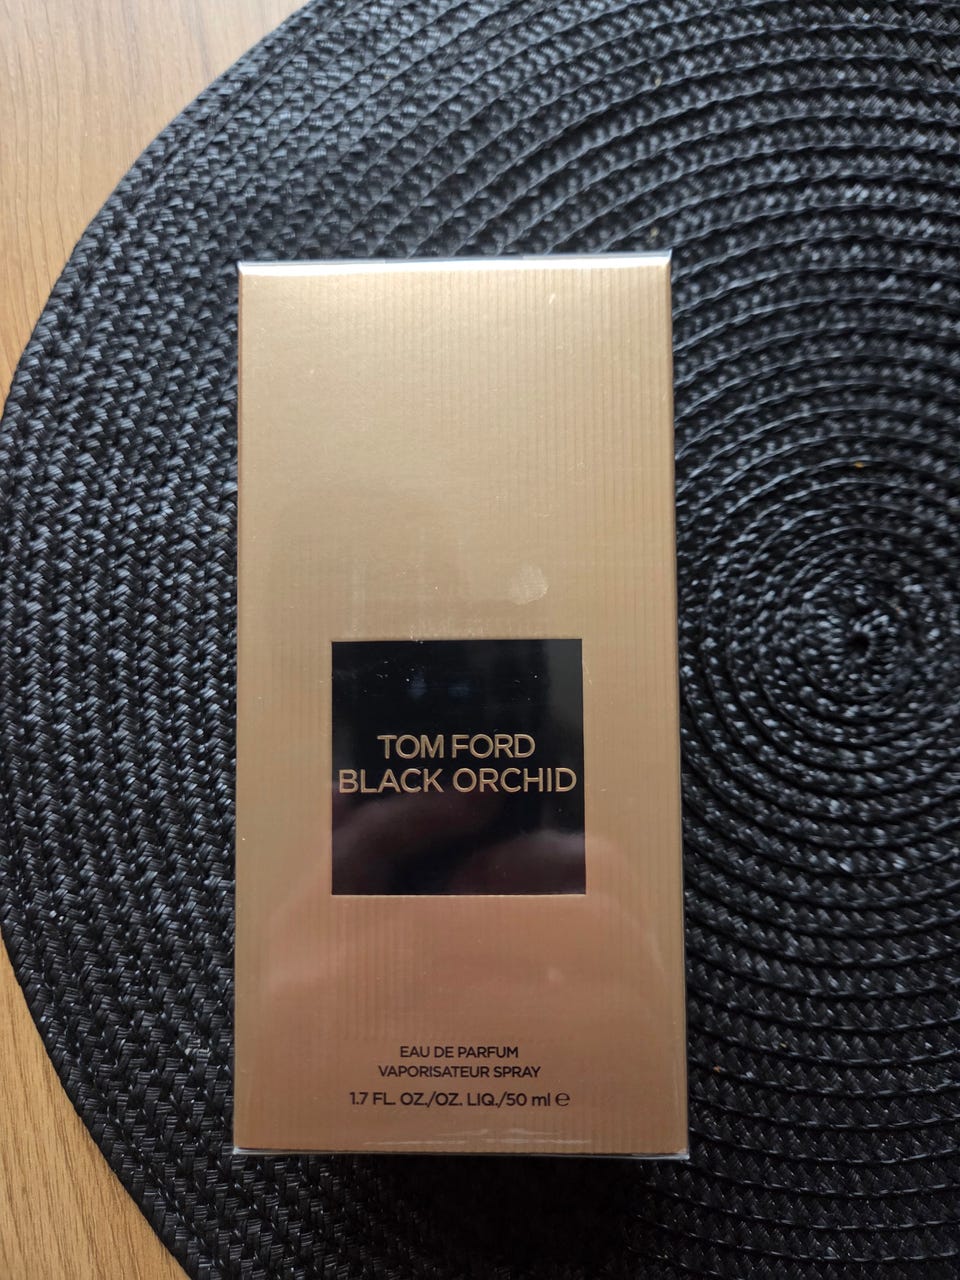 TOM FORD
BLACK ORCHID
EAU DE PARFUM
VAPORISATEUR SPRAY
1.7 FL. OZ./OZ. LIQ./50 ml ℮